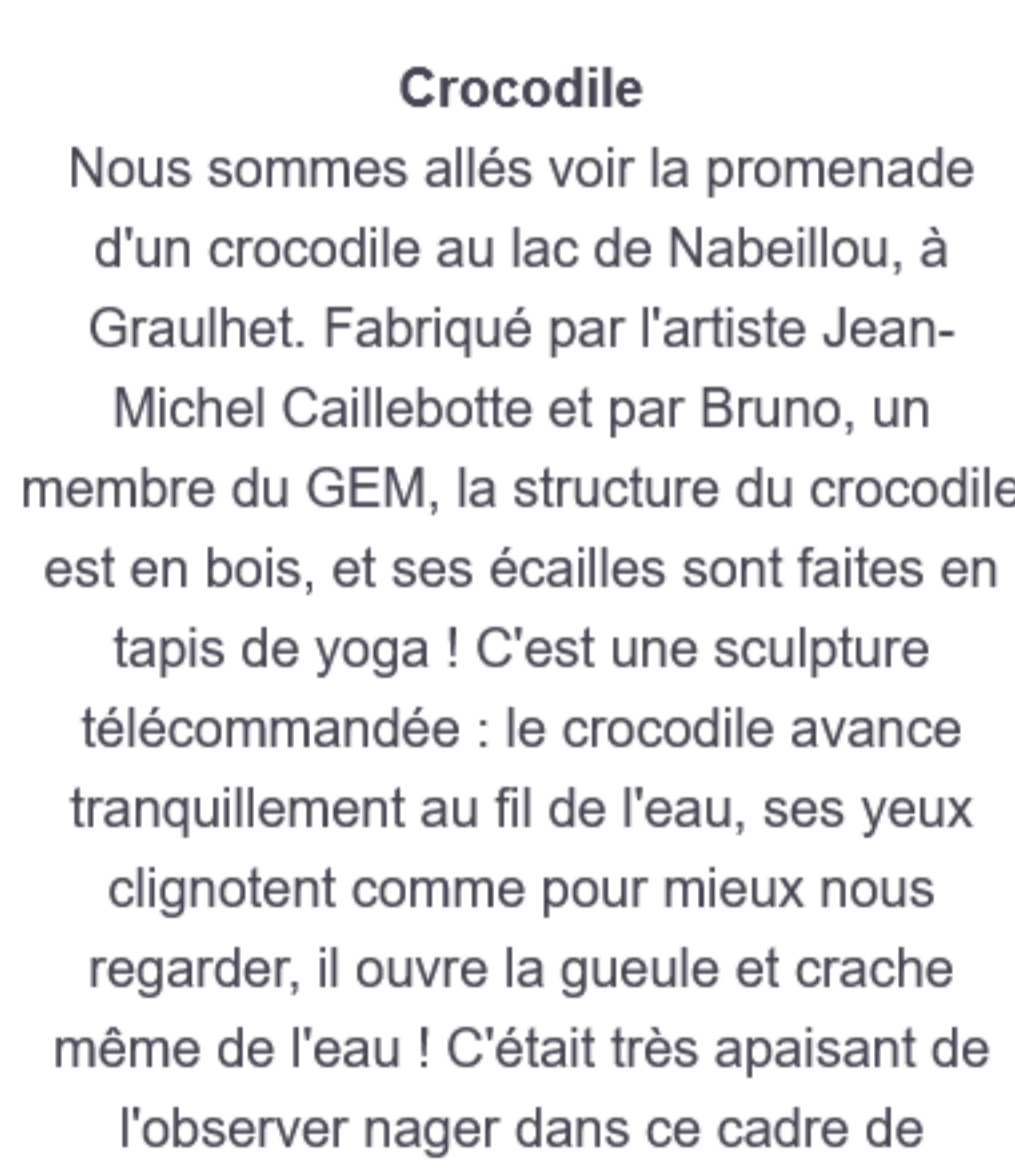 Crocodile
Nous sommes allés voir la promenade
d'un crocodile au lac de Nabeillou, à
Graulhet. Fabriqué par l'artiste Jean-
Michel Caillebotte et par Bruno, un
membre du GEM, la structure du crocodile
est en bois, et ses écailles sont faites en
tapis de yoga ! C'est une sculpture
télécommandée : le crocodile avance
tranquillement au fil de l'eau, ses yeux
clignotent comme pour mieux nous
regarder, il ouvre la gueule et crache
même de l'eau ! C'était très apaisant de
l'observer nager dans ce cadre de